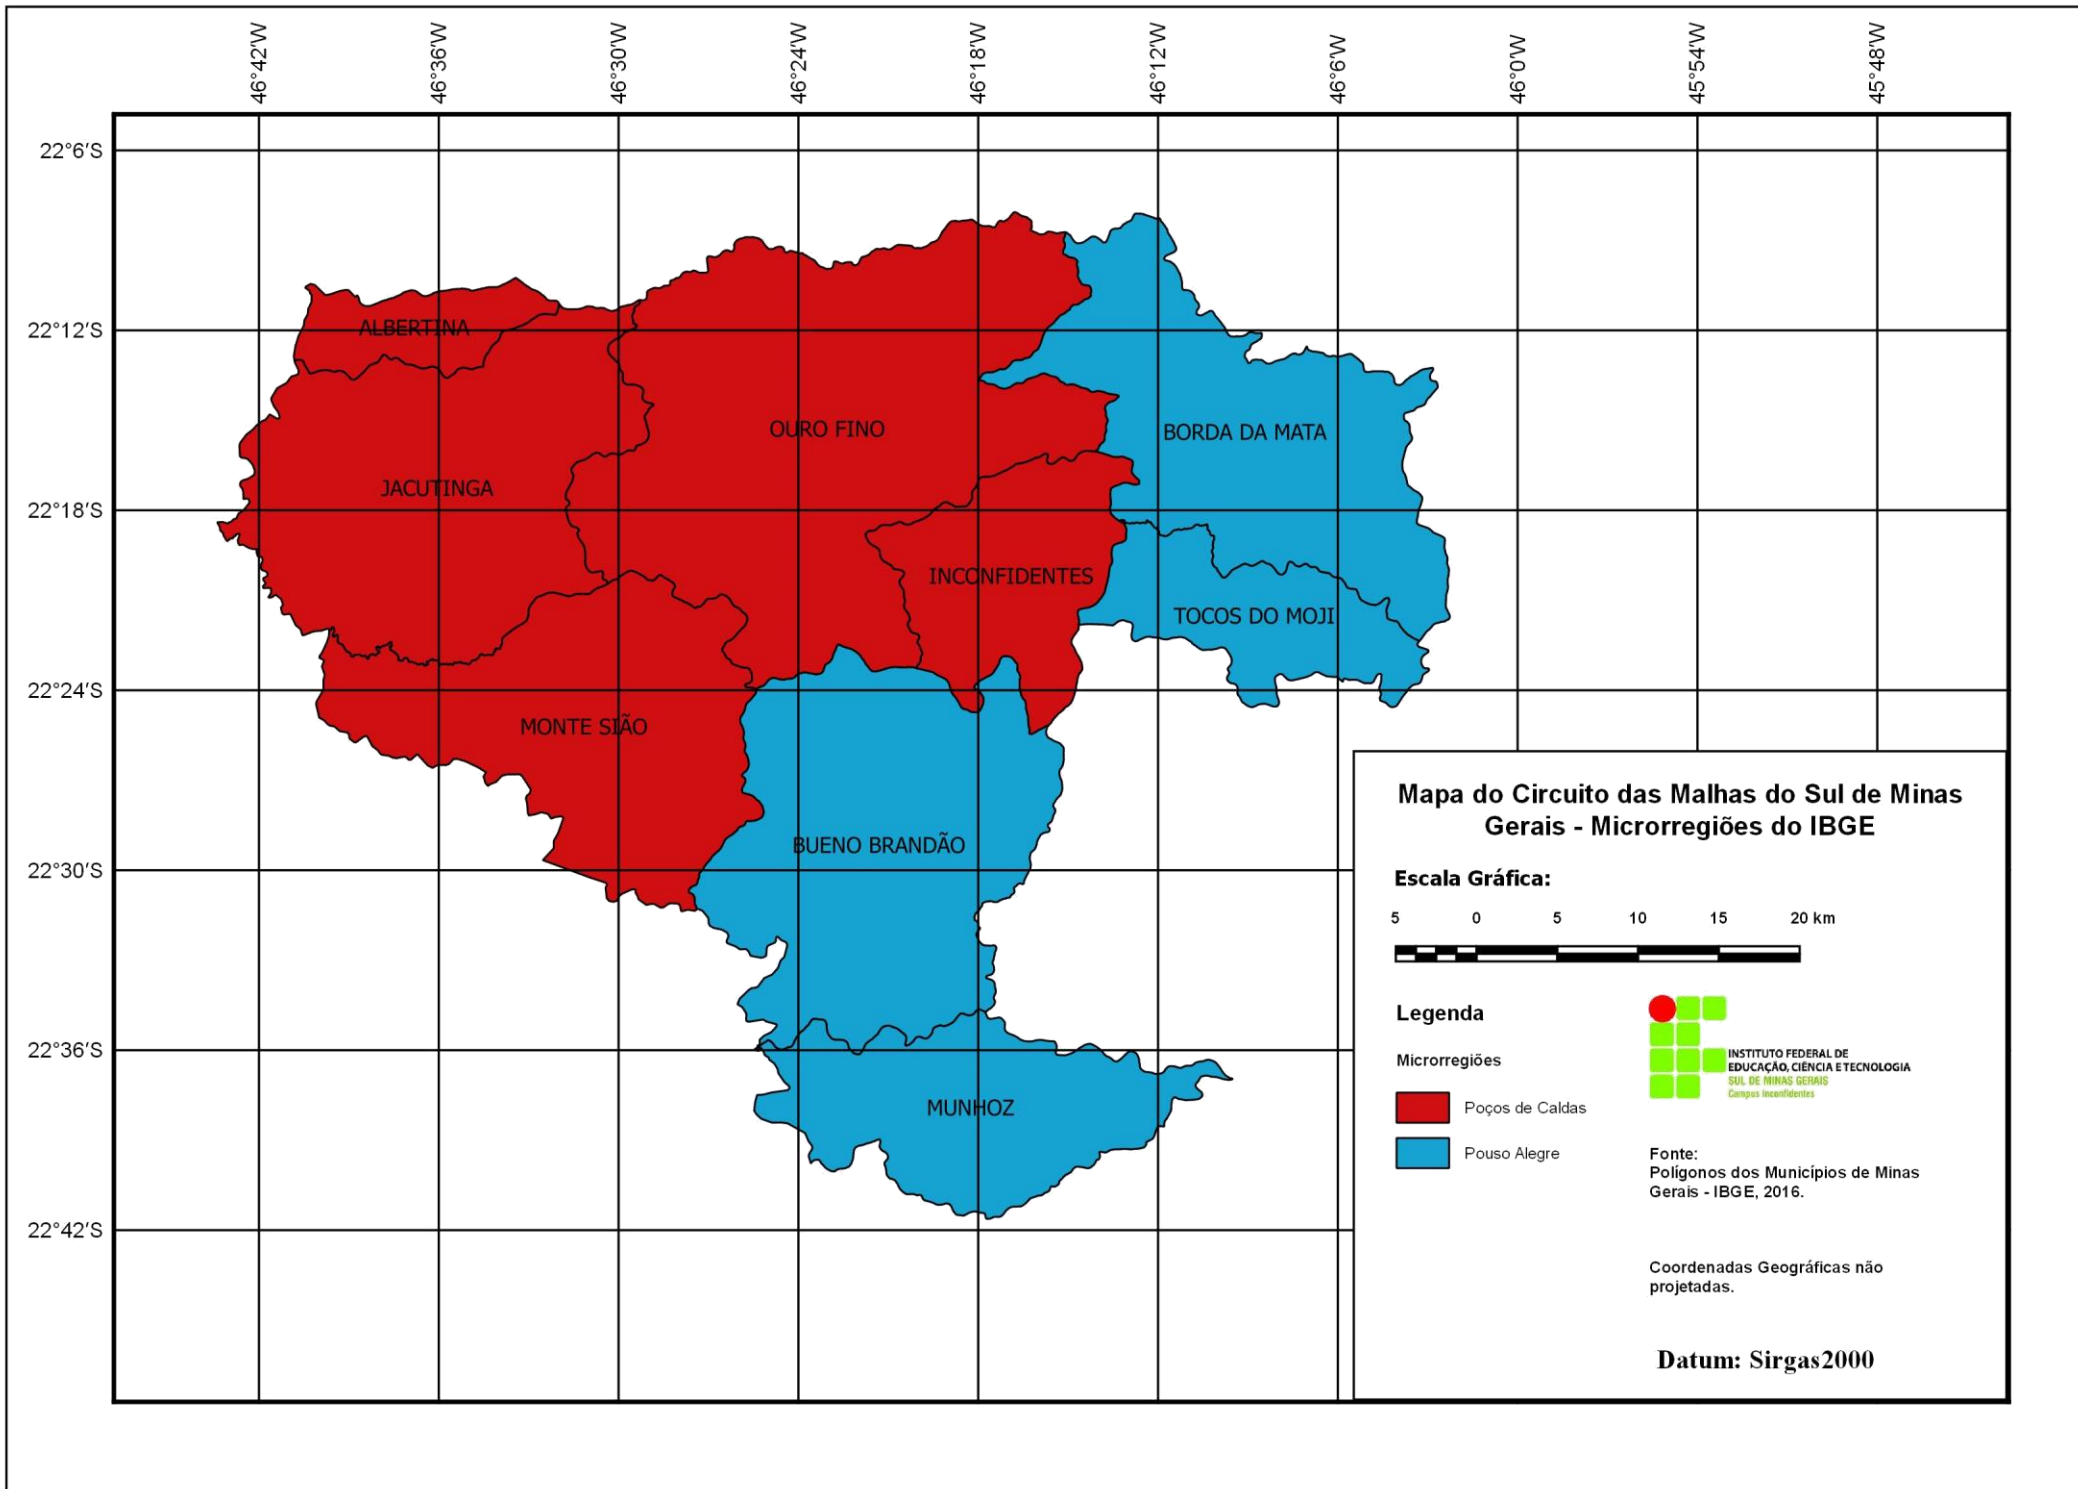 46°42'W 46°36'W 46°30'W 46°24'W 46°18'W 46°12'W 46°6'W 46°0'W 45°54'W 45°48'W
22°6'S
22°12'S
22°18'S
22°24'S
22°30'S
22°36'S
22°42'S
ALBERTINA
OURO FINO
BORDA DA MATA
JACUTINGA
INCONFIDENTES
TOCOS DO MOJI
MONTE SIÃO
BUENO BRANDÃO
MUNHOZ
Mapa do Circuito das Malhas do Sul de Minas
Gerais - Microrregiões do IBGE
Escala Gráfica:
5 0 5 10 15 20 km
Legenda
Microrregiões
Poços de Caldas
Pouso Alegre
INSTITUTO FEDERAL DE
EDUCAÇÃO, CIÊNCIA E TECNOLOGIA
SUL DE MINAS GERAIS
Campus Inconfidentes
Fonte:
Polígonos dos Municípios de Minas
Gerais - IBGE, 2016.
Coordenadas Geográficas não
projetadas.
Datum: Sirgas2000